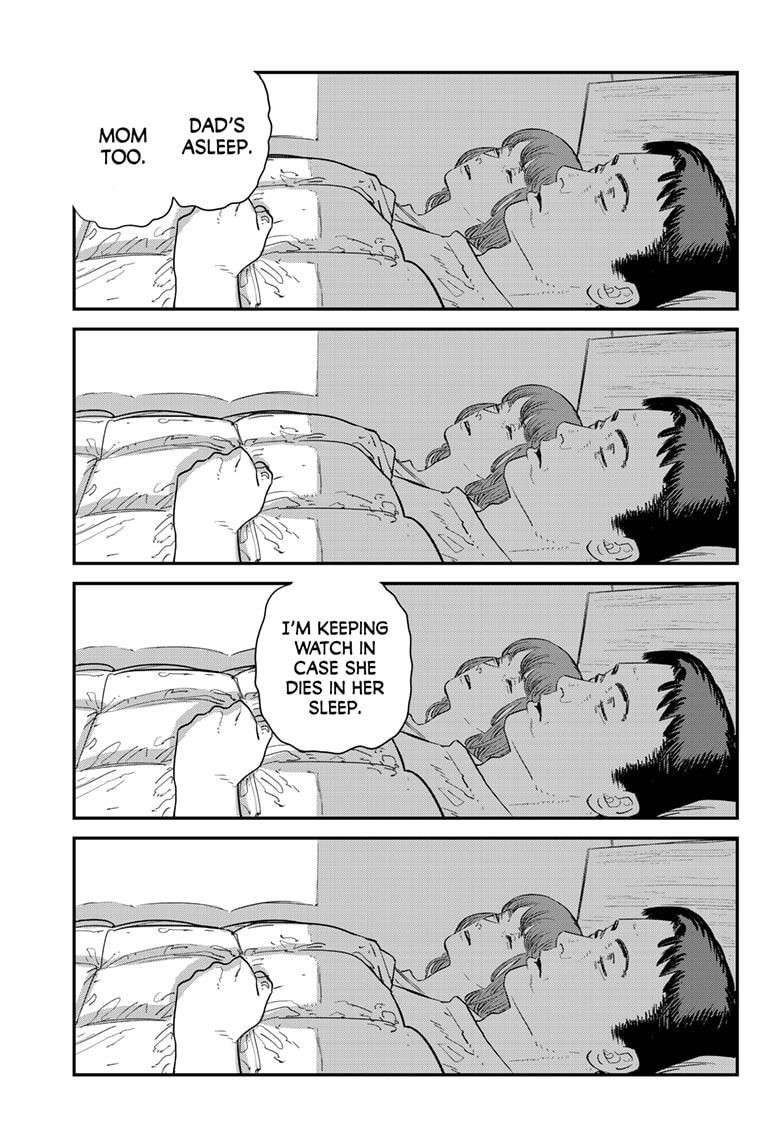 DAD'S
ASLEEP.
MOM
TOO.
I'M KEEPING
WATCH IN
CASE SHE
DIES IN HER
SLEEP.